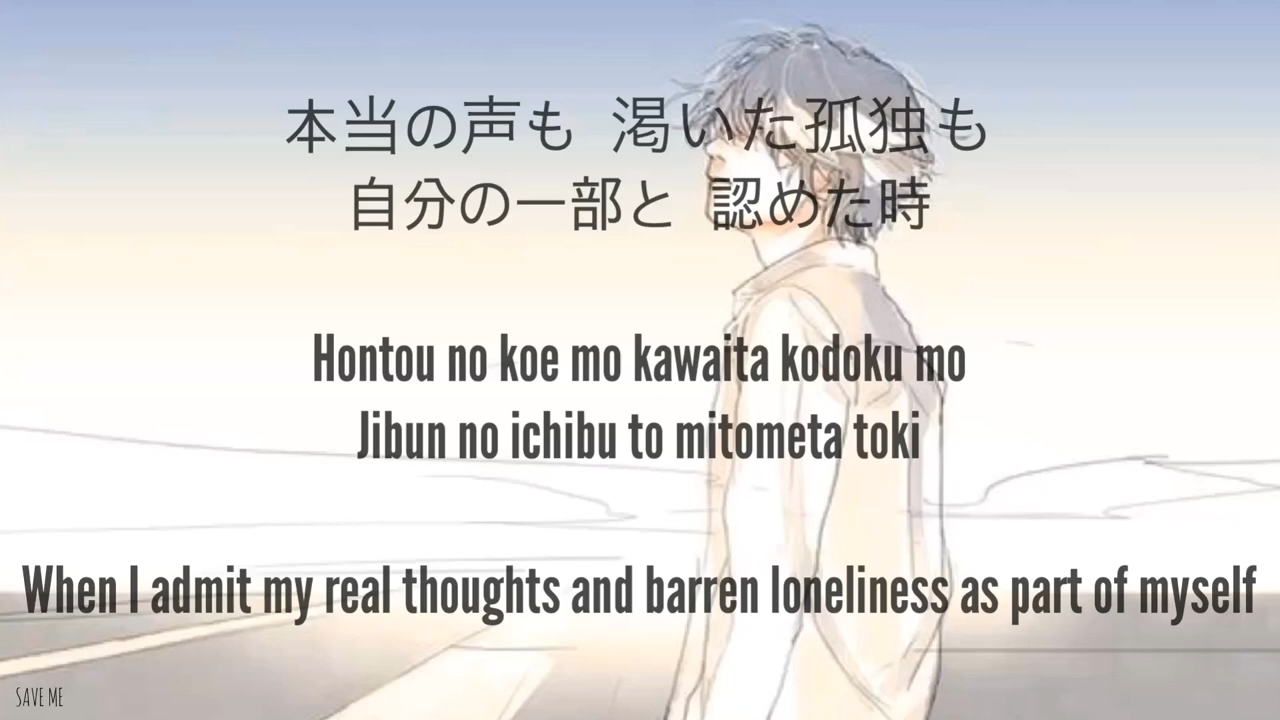 本当の声も 渇いた孤独も
自分の一部と 認めた時
Hontou no koe mo kawaita kodoku mo
Jibun no ichibu to mitometa toki
When I admit my real thoughts and barren loneliness as part of myself
SAVE ME